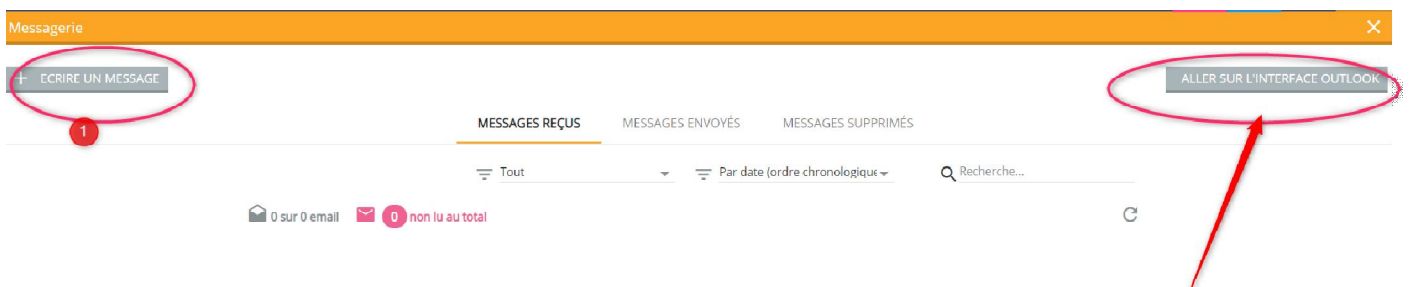 Messagerie
+ ECRIRE UN MESSAGE
ALLER SUR L'INTERFACE OUTLOOK
1
MESSAGES REÇUS MESSAGES ENVOYÉS MESSAGES SUPPRIMÉS
Tout Par date (ordre chronologique Recherche...
0 sur 0 email 0 non lu au total